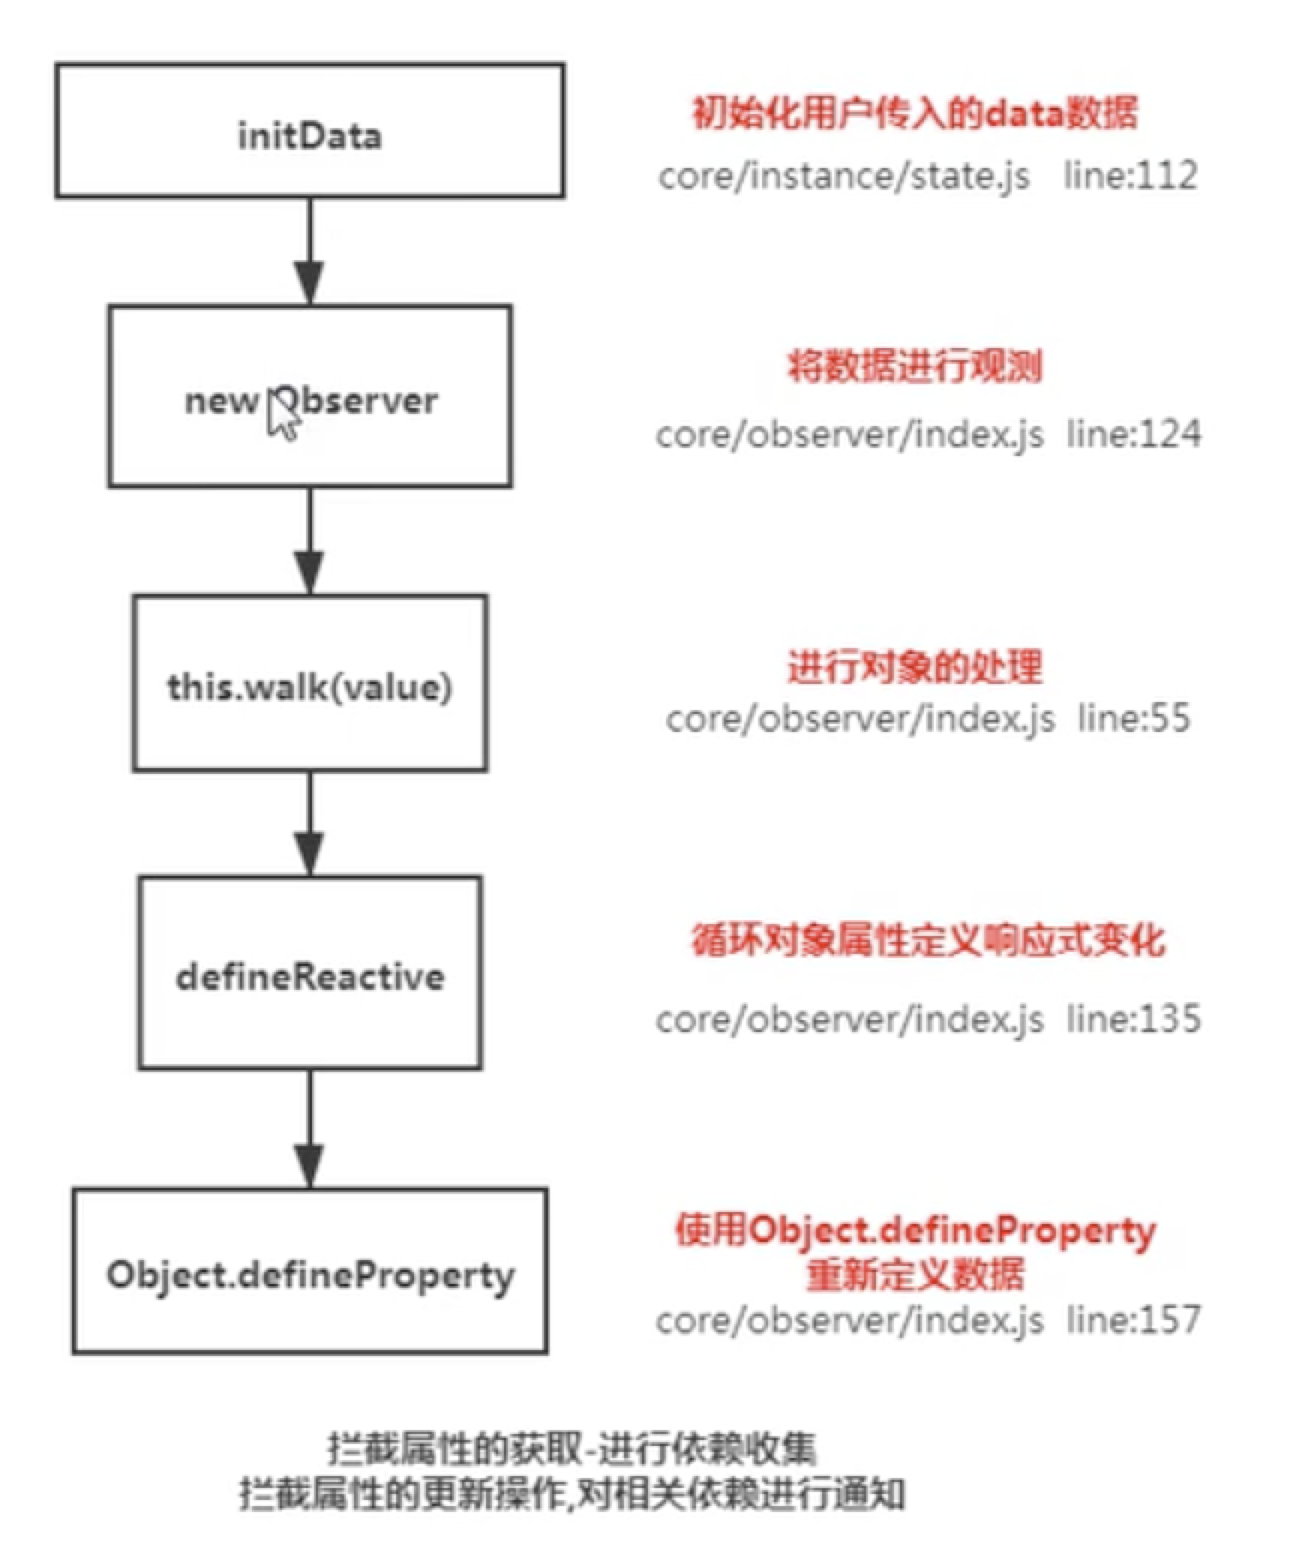 initData
初始化用户传入的data数据
core/instance/state.js line:112
new Observer
将数据进行观测
core/observer/index.js line:124
this.walk(value)
进行对象的处理
core/observer/index.js line:55
defineReactive
循环对象属性定义响应式变化
core/observer/index.js line:135
Object.defineProperty
使用Object.defineProperty
重新定义数据
core/observer/index.js line:157
拦截属性的获取-进行依赖收集
拦截属性的更新操作,对相关依赖进行通知